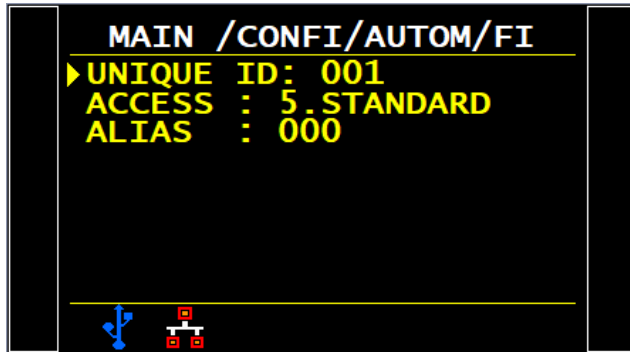 MAIN /CONFI/AUTOM/FI
UNIQUE ID: 001
ACCESS : 5.STANDARD
ALIAS : 000